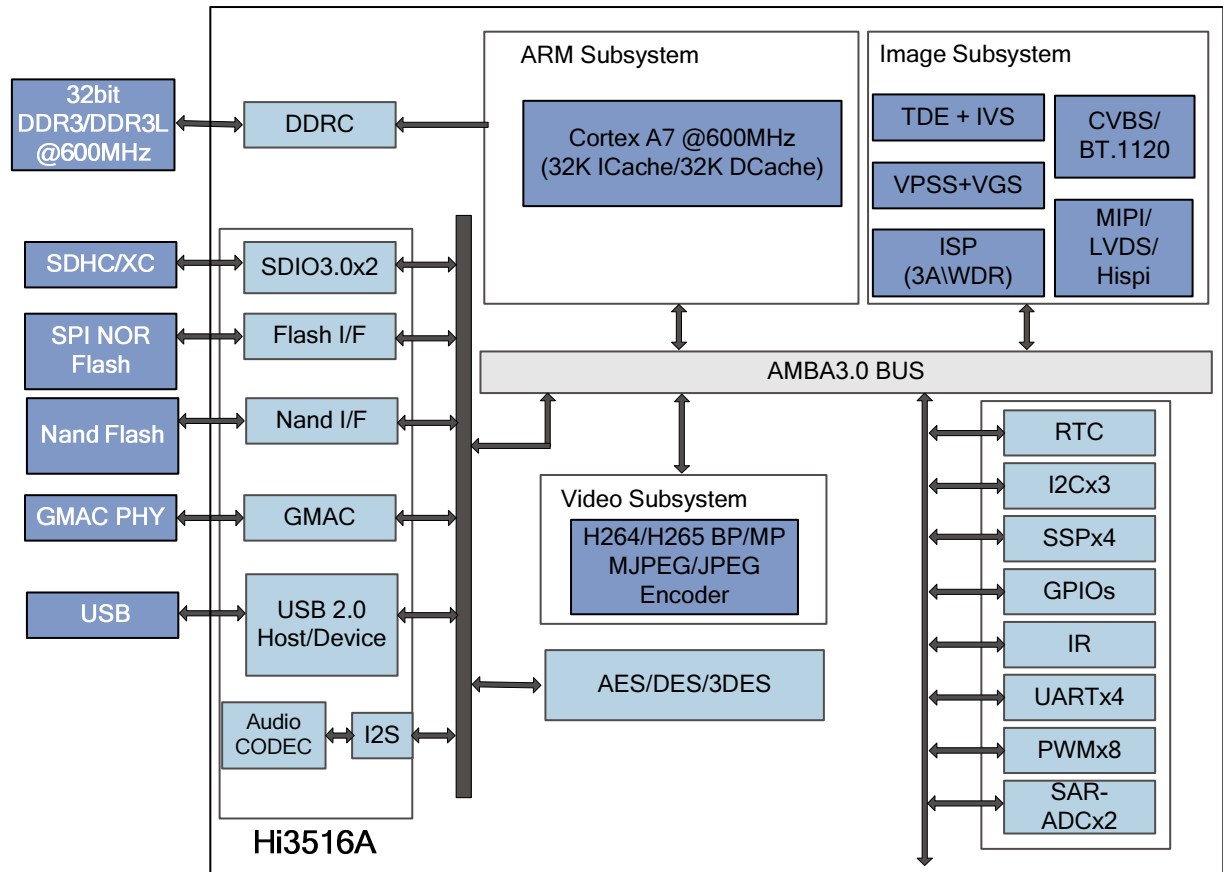 ARM Subsystem
Image Subsystem
32bit
DDR3/DDR3L
@600MHz
DDRC
Cortex A7 @600MHz
(32K ICache/32K DCache)
TDE + IVS
CVBS/
BT.1120
VPSS+VGS
ISP
(3A\WDR)
MIPI/
LVDS/
Hispi
SDHC/XC
SDIO3.0x2
SPI NOR
Flash
Flash I/F
AMBA3.0 BUS
Nand Flash
Nand I/F
GMAC PHY
GMAC
USB
USB 2.0
Host/Device
Audio
CODEC
I2S
Video Subsystem
H264/H265 BP/MP
MJPEG/JPEG
Encoder
AES/DES/3DES
RTC
I2Cx3
SSPx4
GPIOs
IR
UARTx4
PWMx8
SAR-
ADCx2
Hi3516A